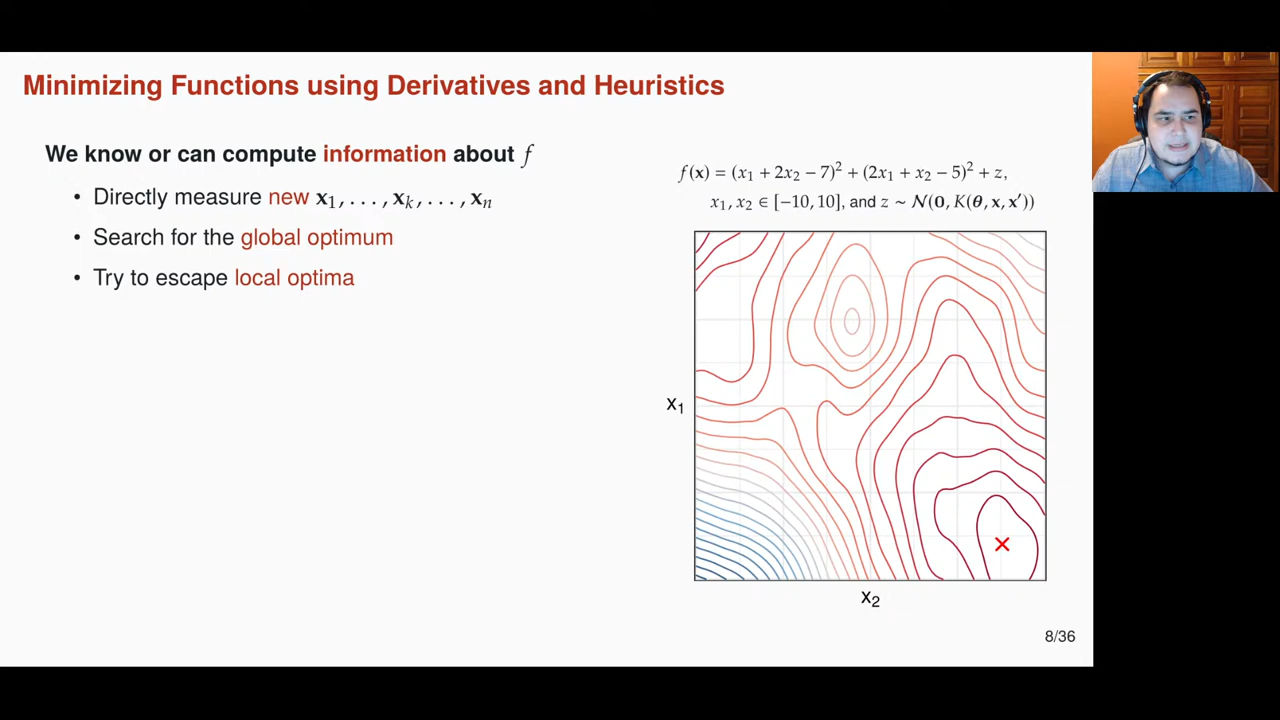 Minimizing Functions using Derivatives and Heuristics
We know or can compute information about f
• Directly measure new x₁, . . . , xₖ, . . . , xₙ
• Search for the global optimum
• Try to escape local optima
f(x) = (x₁ + 2x₂ − 7)² + (2x₁ + x₂ − 5)² + z,
x₁, x₂ ∈ [−10, 10], and z ∼ N(0, K(θ, x, x′))
x₁
x₂
8/36